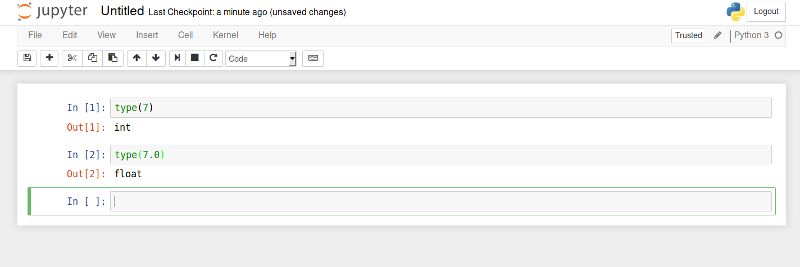 jupyter Untitled Last Checkpoint: a minute ago (unsaved changes) Logout
File Edit View Insert Cell Kernel Help Trusted Python 3
Code
In [1]: type(7)
Out[1]: int
In [2]: type(7.0)
Out[2]: float
In [ ]: